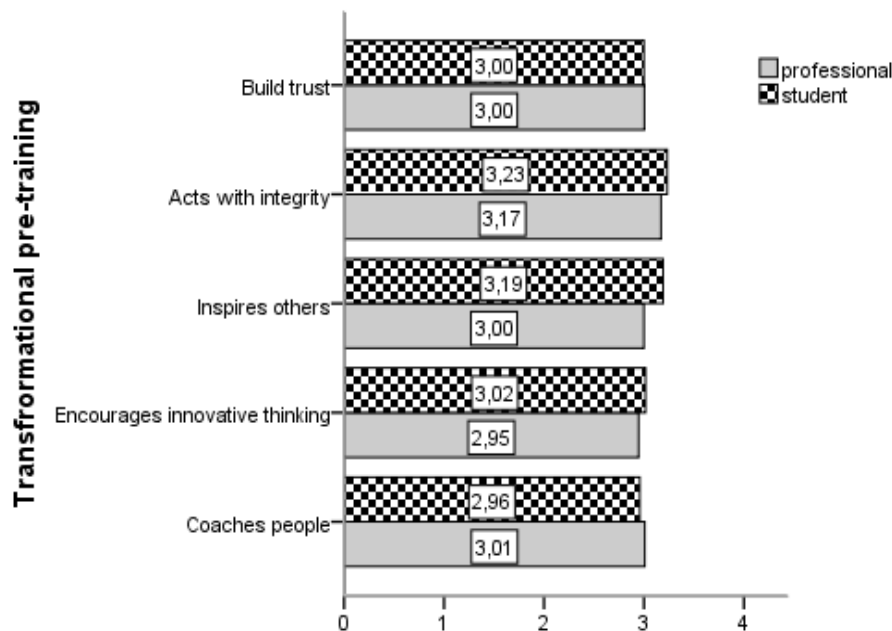 Transfrormational pre-training
Build trust
3,00
3,00
Acts with integrity
3,23
3,17
Inspires others
3,19
3,00
Encourages innovative thinking
3,02
2,95
Coaches people
2,96
3,01
0 1 2 3 4
professional
student